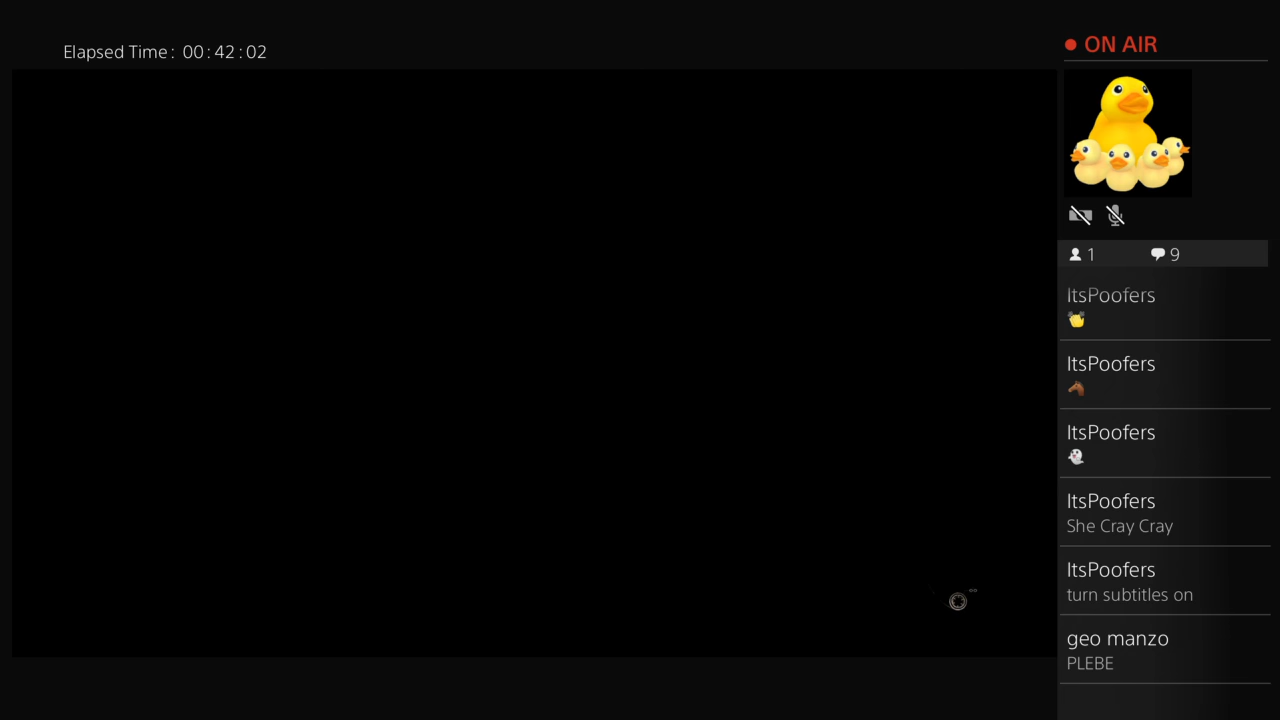 Elapsed Time: 00:42:02
ON AIR
1 9
ItsPoofers
ItsPoofers
ItsPoofers
ItsPoofers
She Cray Cray
ItsPoofers
turn subtitles on
geo manzo
PLEBE